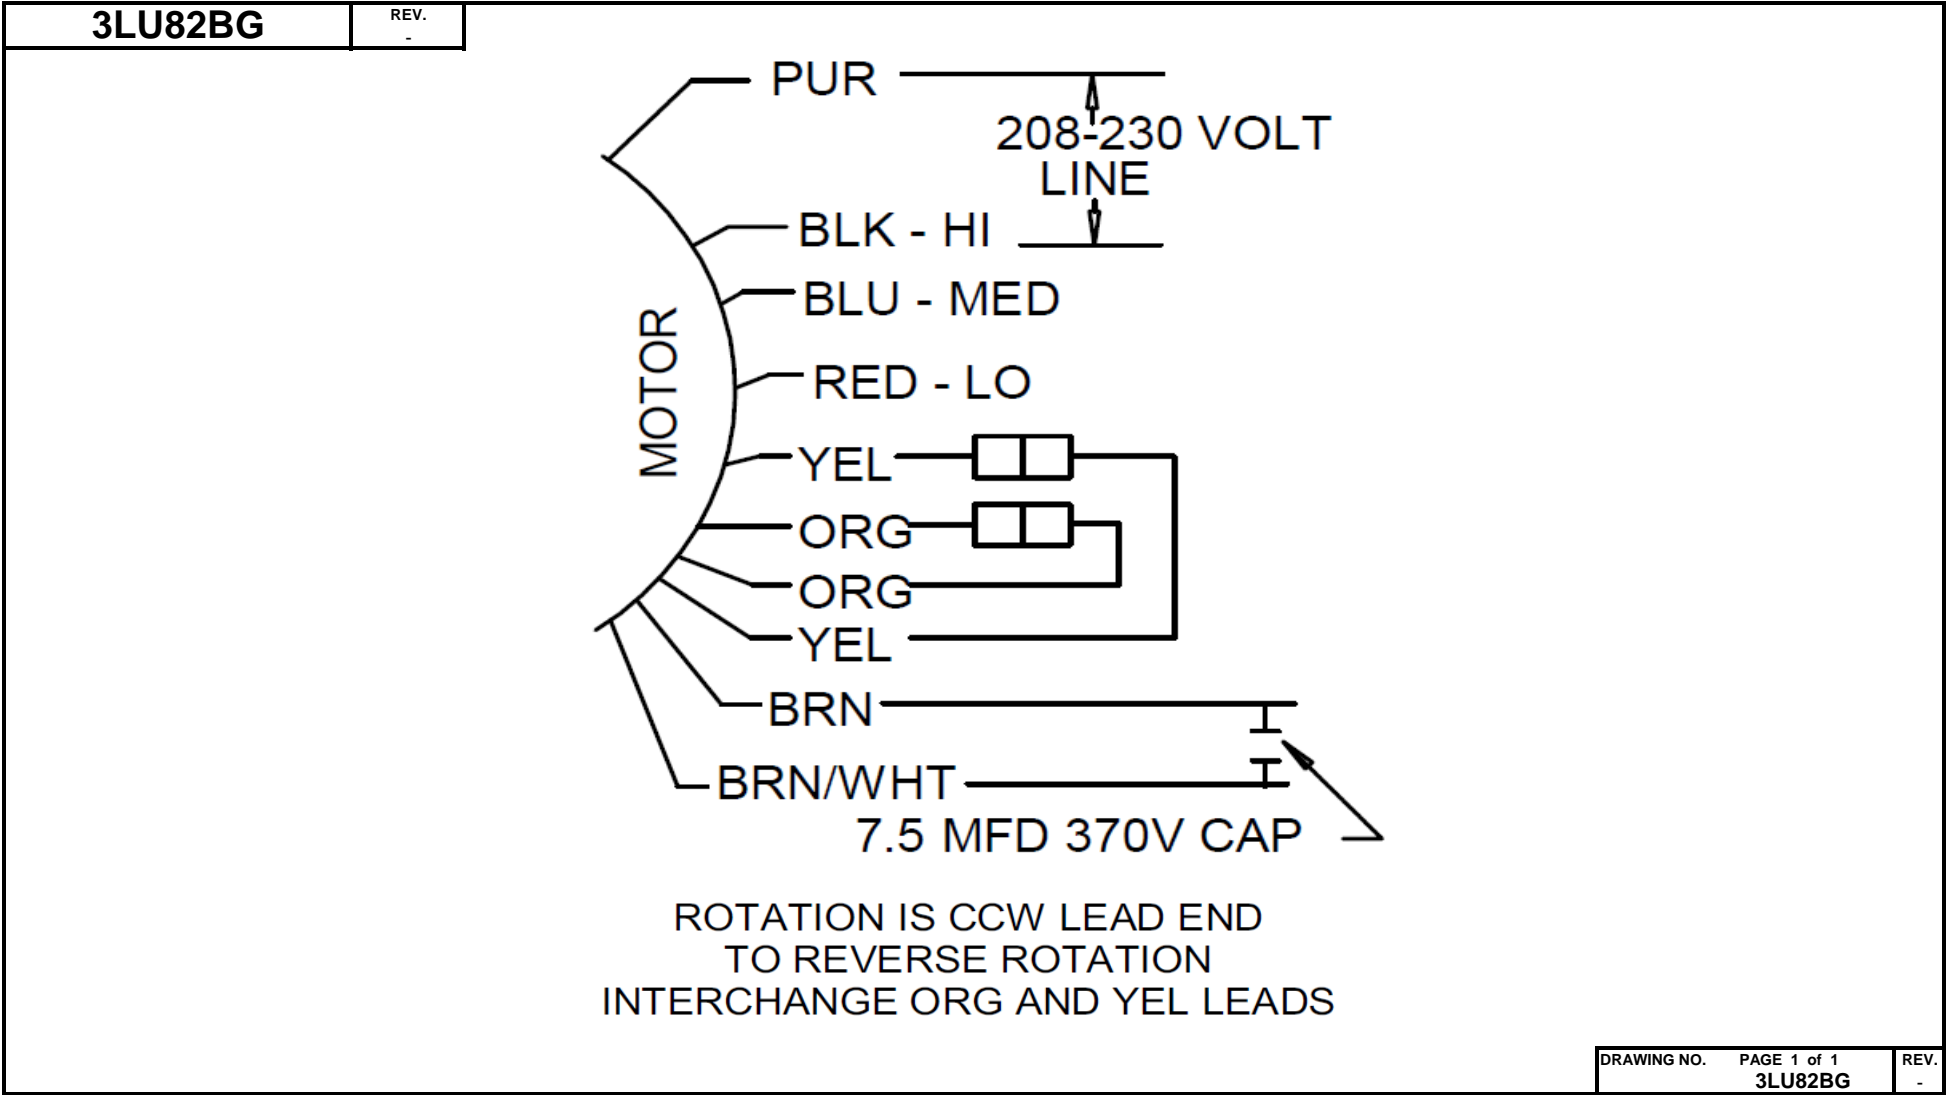 3LU82BG
REV.
-
PUR
208-230 VOLT
LINE
BLK - HI
BLU - MED
RED - LO
MOTOR
YEL
ORG
ORG
YEL
BRN
BRN/WHT
7.5 MFD 370V CAP
ROTATION IS CCW LEAD END
TO REVERSE ROTATION
INTERCHANGE ORG AND YEL LEADS
DRAWING NO. PAGE 1 of 1
3LU82BG
REV.
-